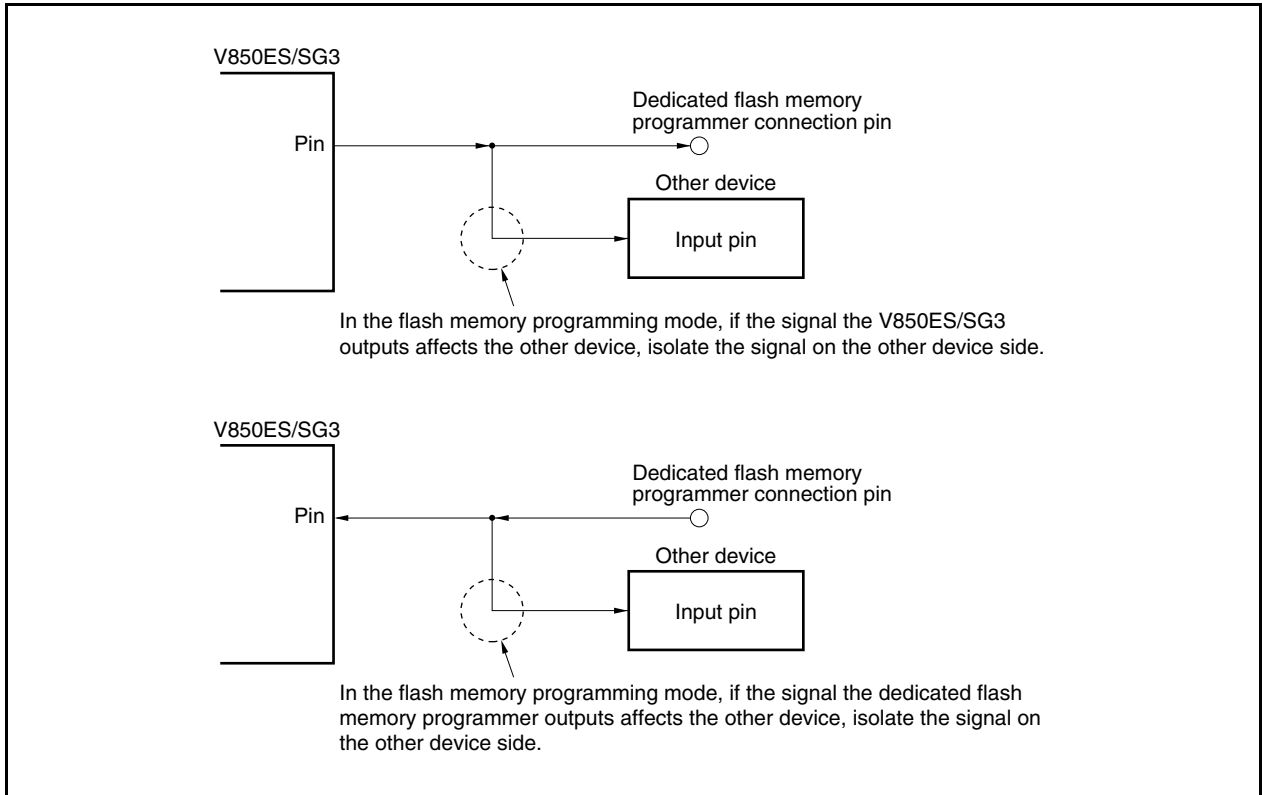 V850ES/SG3
Dedicated flash memory
programmer connection pin
Pin
Other device
Input pin
In the flash memory programming mode, if the signal the V850ES/SG3
outputs affects the other device, isolate the signal on the other device side.
V850ES/SG3
Dedicated flash memory
programmer connection pin
Pin
Other device
Input pin
In the flash memory programming mode, if the signal the dedicated flash
memory programmer outputs affects the other device, isolate the signal on
the other device side.